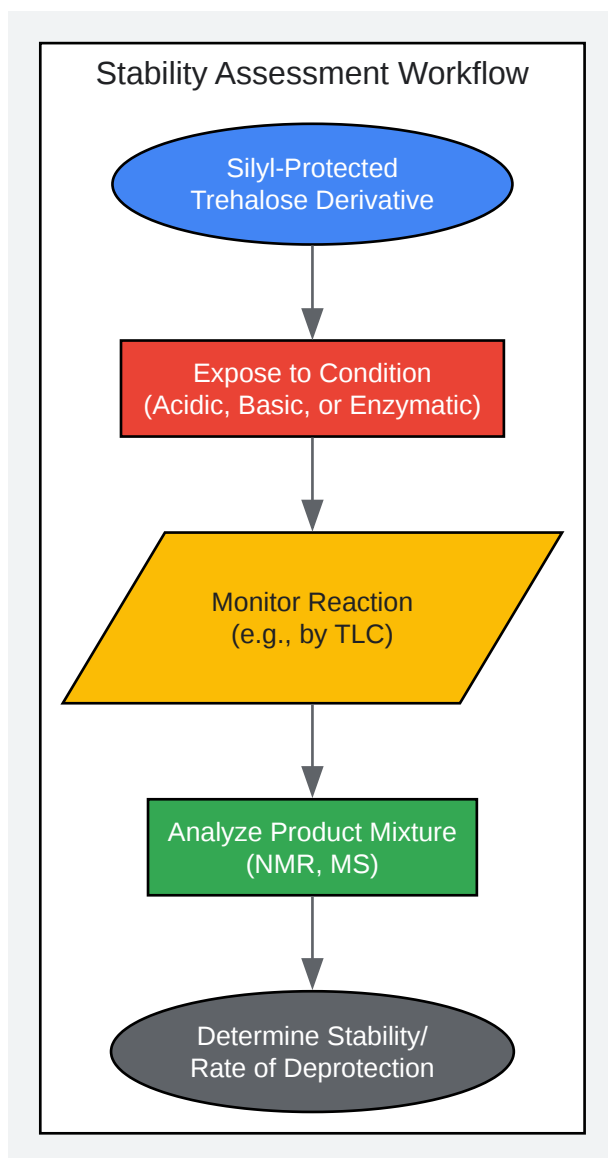 Stability Assessment Workflow
Silyl-Protected
Trehalose Derivative
Expose to Condition
(Acidic, Basic, or Enzymatic)
Monitor Reaction
(e.g., by TLC)
Analyze Product Mixture
(NMR, MS)
Determine Stability/
Rate of Deprotection